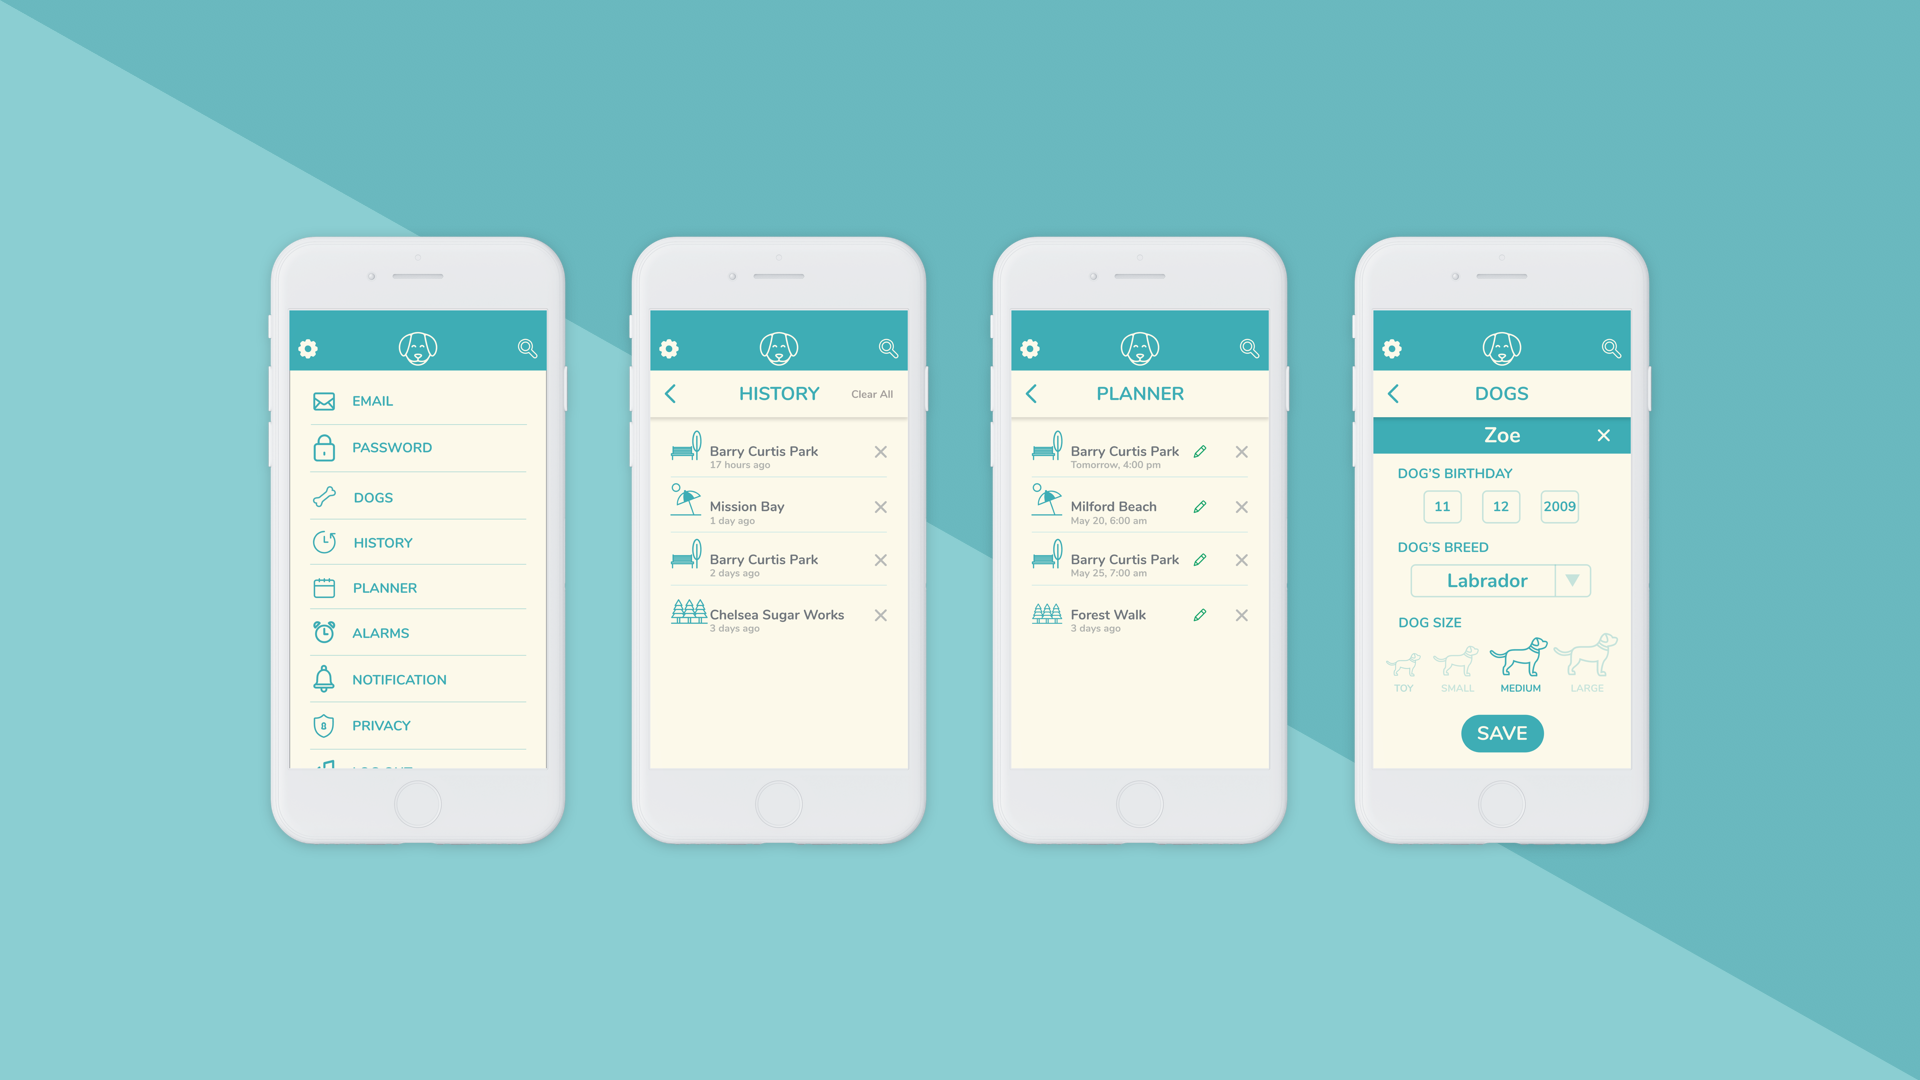 EMAIL
PASSWORD
DOGS
HISTORY
PLANNER
ALARMS
NOTIFICATION
PRIVACY
HISTORY
Clear All
Barry Curtis Park
17 hours ago
Mission Bay
1 day ago
Barry Curtis Park
2 days ago
Chelsea Sugar Works
3 days ago
PLANNER
Barry Curtis Park
Tomorrow, 4:00 pm
Milford Beach
May 20, 6:00 am
Barry Curtis Park
May 25, 7:00 am
Forest Walk
3 days ago
DOGS
Zoe
DOG'S BIRTHDAY
11 12 2009
DOG'S BREED
Labrador
DOG SIZE
TOY SMALL MEDIUM LARGE
SAVE